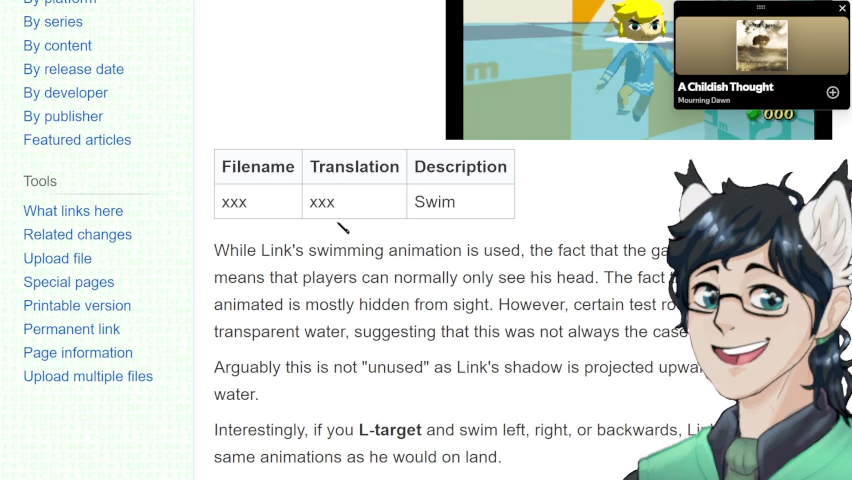 By platform
By series
By content
By release date
By developer
By publisher
Featured articles
Tools
What links here
Related changes
Upload file
Special pages
Printable version
Permanent link
Page information
Upload multiple files
A Childish Thought
Mourning Dawn
000
Filename Translation Description
xxx xxx Swim
While Link's swimming animation is used, the fact that the
means that players can normally only see his head. The fact
animated is mostly hidden from sight. However, certain test
transparent water, suggesting that this was not always the case
Arguably this is not "unused" as Link's shadow is projected
water.
Interestingly, if you L-target and swim left, right, or backwards,
same animations as he would on land.